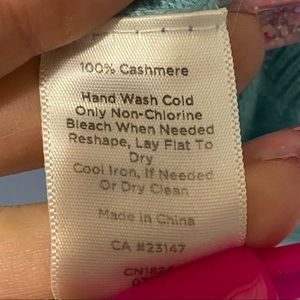 100% Cashmere
Hand Wash Cold
Only Non-Chlorine
Bleach When Needed
Reshape, Lay Flat To
Dry
Cool Iron, If Needed
Or Dry Clean
Made in China
CA #23147